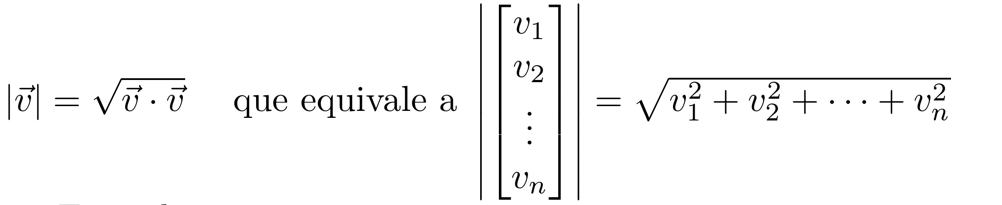 |v⃗| = √(v⃗ · v⃗) que equivale a |[v₁ v₂ ⋮ vₙ]| = √(v₁² + v₂² + ··· + vₙ²)